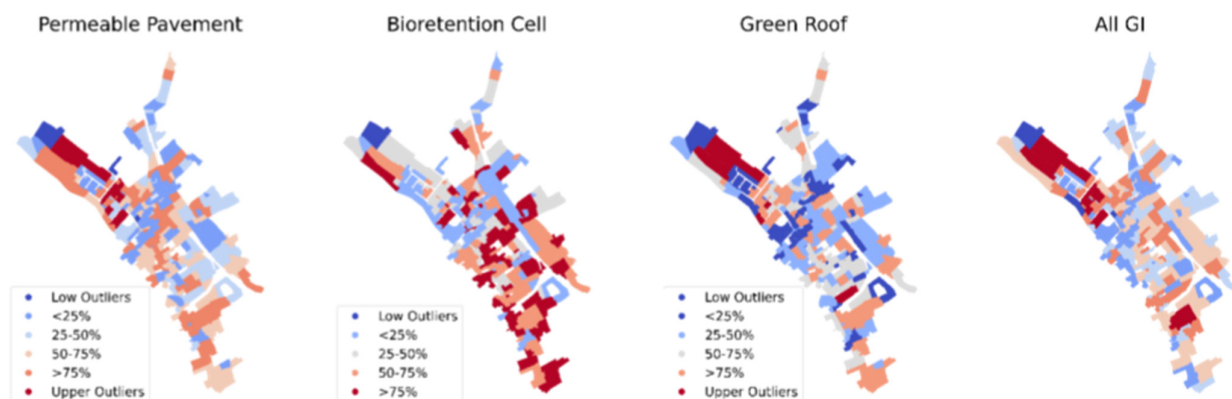 Permeable Pavement
Bioretention Cell
Green Roof
All GI
Low Outliers
<25%
25-50%
50-75%
>75%
Upper Outliers
Low Outliers
<25%
25-50%
50-75%
>75%
Low Outliers
<25%
25-50%
50-75%
>75%
Upper Outliers